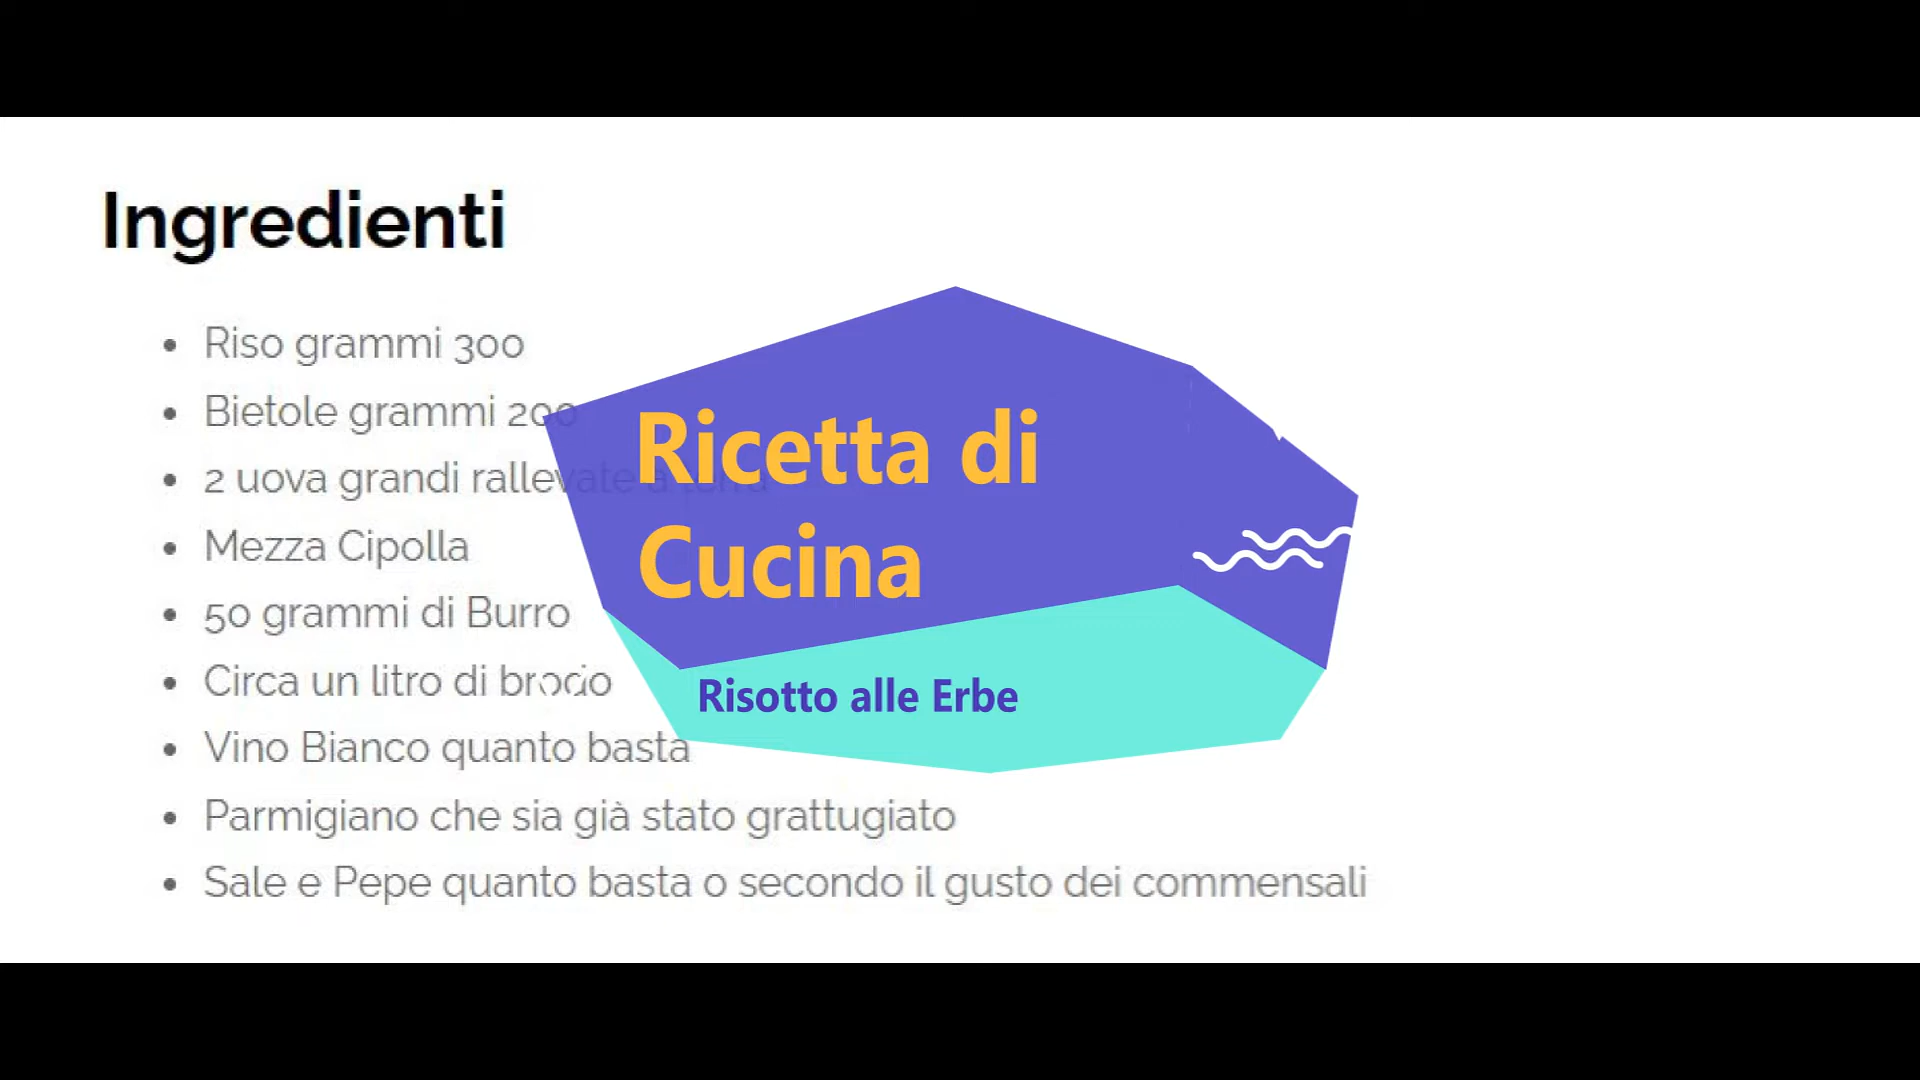 Ingredienti
Riso grammi 300
Bietole grammi 200
2 uova grandi rallevate a terra
Mezza Cipolla
50 grammi di Burro
Circa un litro di brodo
Vino Bianco quanto basta
Parmigiano che sia già stato grattugiato
Sale e Pepe quanto basta o secondo il gusto dei commensali
Ricetta di
Cucina
Risotto alle Erbe